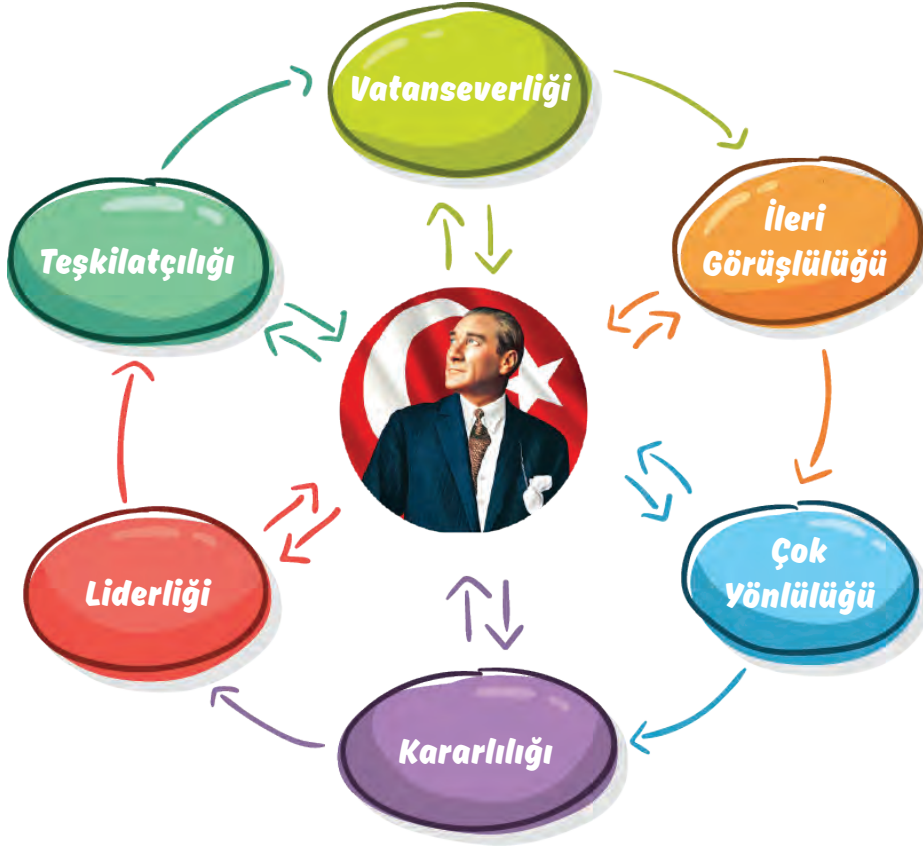 Vatanseverliği
İleri
Görüşlülüğü
Çok
Yönlülüğü
Kararlılığı
Liderliği
Teşkilatçılığı